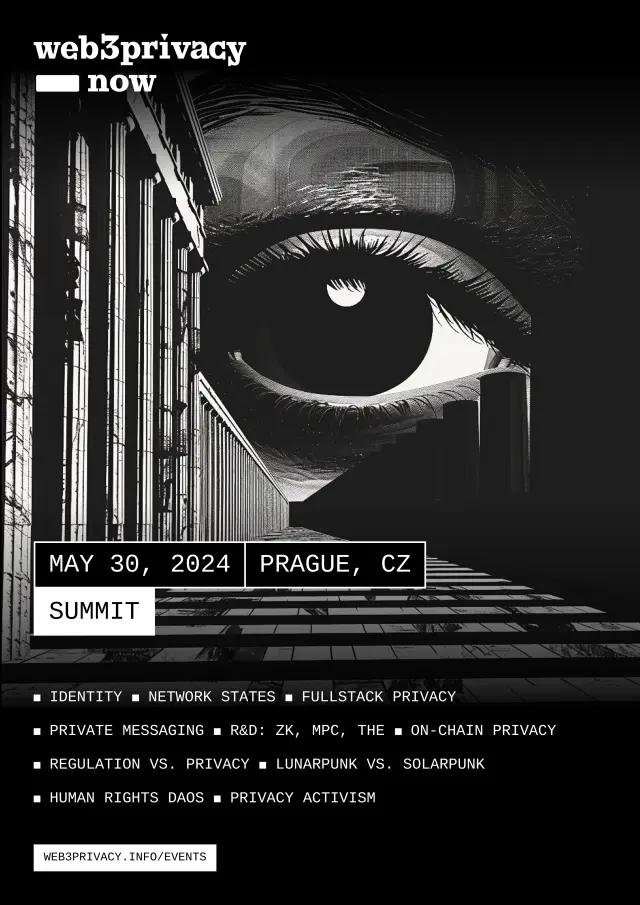 web3privacy
now
MAY 30, 2024 PRAGUE, CZ
SUMMIT
▪ IDENTITY ▪ NETWORK STATES ▪ FULLSTACK PRIVACY
▪ PRIVATE MESSAGING ▪ R&D: ZK, MPC, THE ▪ ON-CHAIN PRIVACY
▪ REGULATION VS. PRIVACY ▪ LUNARPUNK VS. SOLARPUNK
▪ HUMAN RIGHTS DAOS ▪ PRIVACY ACTIVISM
WEB3PRIVACY.INFO/EVENTS